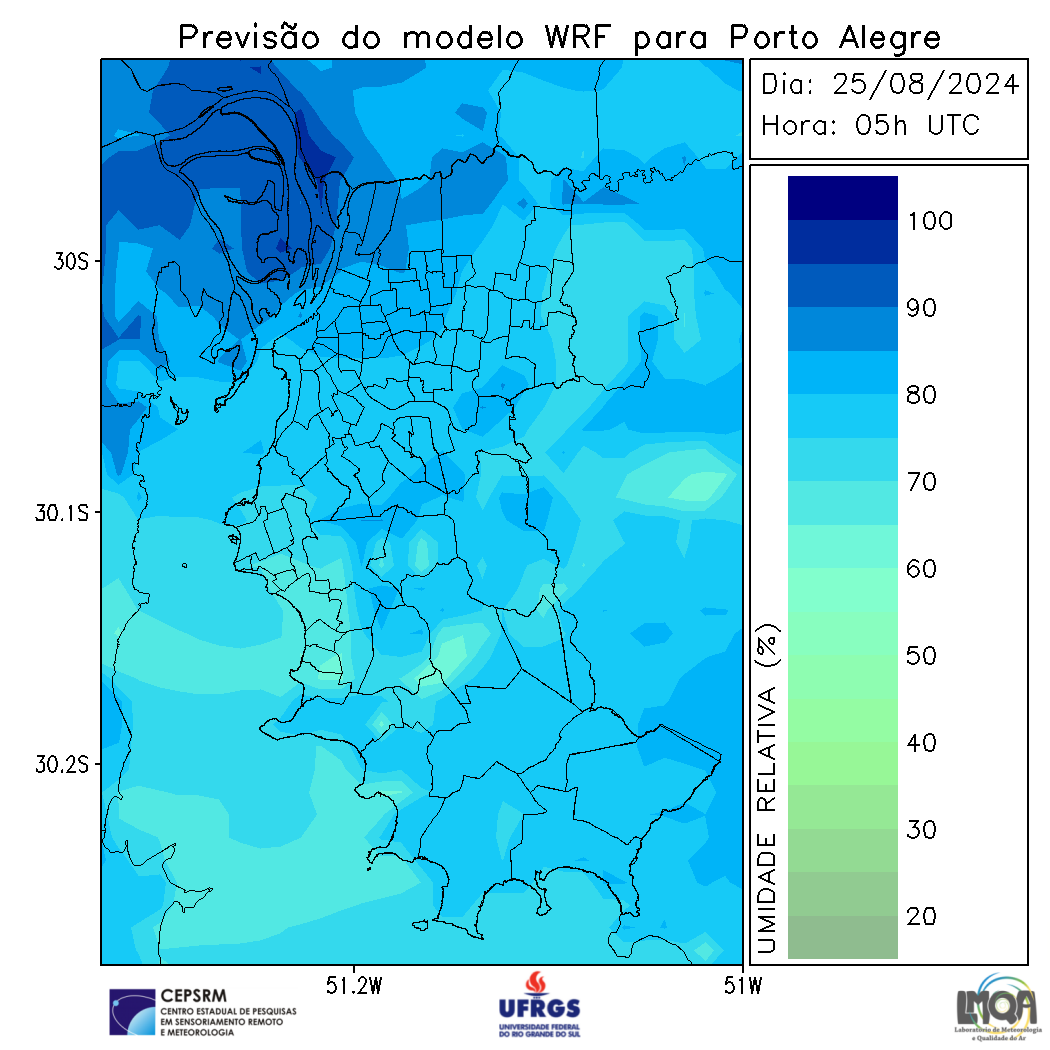 Previsão do modelo WRF para Porto Alegre
Dia: 25/08/2024
Hora: 05h UTC
30S
30.1S
30.2S
51.2W
51W
100
90
80
70
60
50
40
30
20
UMIDADE RELATIVA (%)
CEPSRM
CENTRO ESTADUAL DE PESQUISAS
EM SENSORIAMENTO REMOTO
E METEOROLOGIA
UFRGS
UNIVERSIDADE FEDERAL
DO RIO GRANDE DO SUL
LMQA
Laboratório de Meteorologia
e Qualidade do Ar